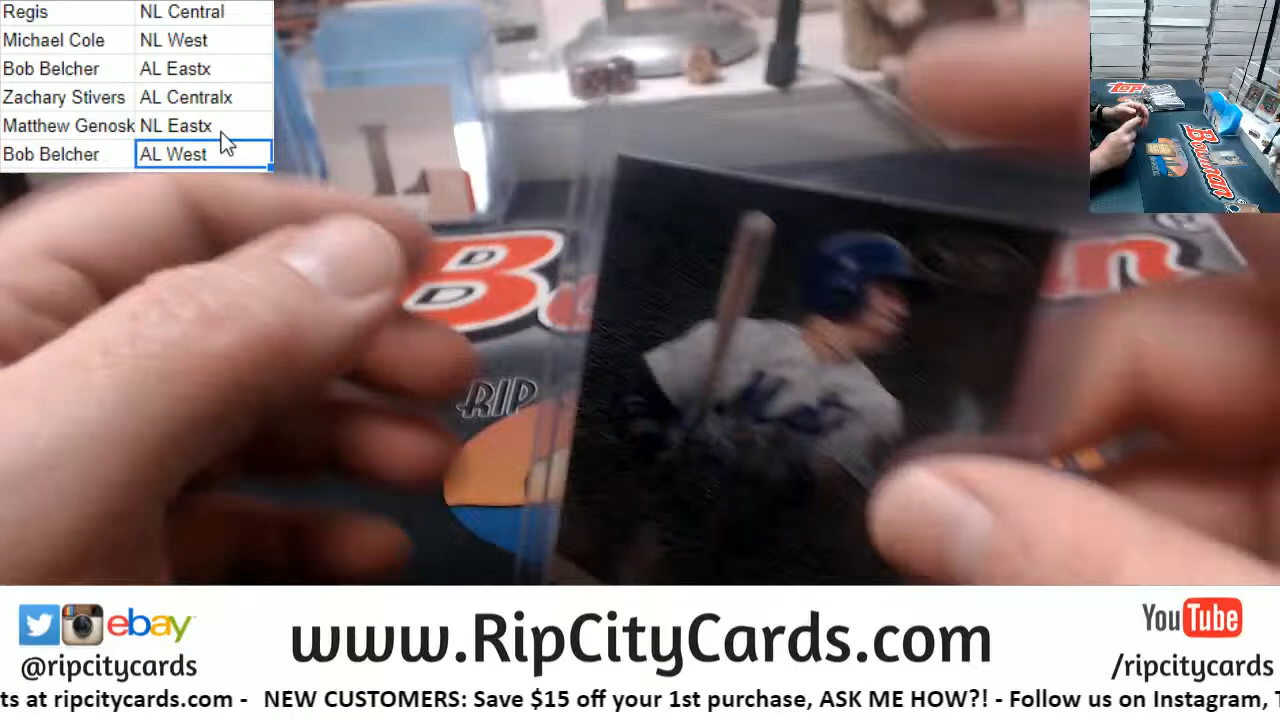 Regis NL Central
Michael Cole NL West
Bob Belcher AL Eastx
Zachary Stivers AL Centralx
Matthew Genosk NL Eastx
Bob Belcher AL West
Bowman
RIP
ebay
@ripcitycards
www.RipCityCards.com
YouTube
/ripcitycards
ts at ripcitycards.com - NEW CUSTOMERS: Save $15 off your 1st purchase, ASK ME HOW?! - Follow us on Instagram, T